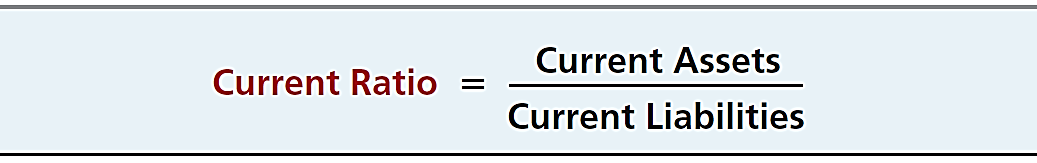 Current Ratio = Current Assets
Current Liabilities